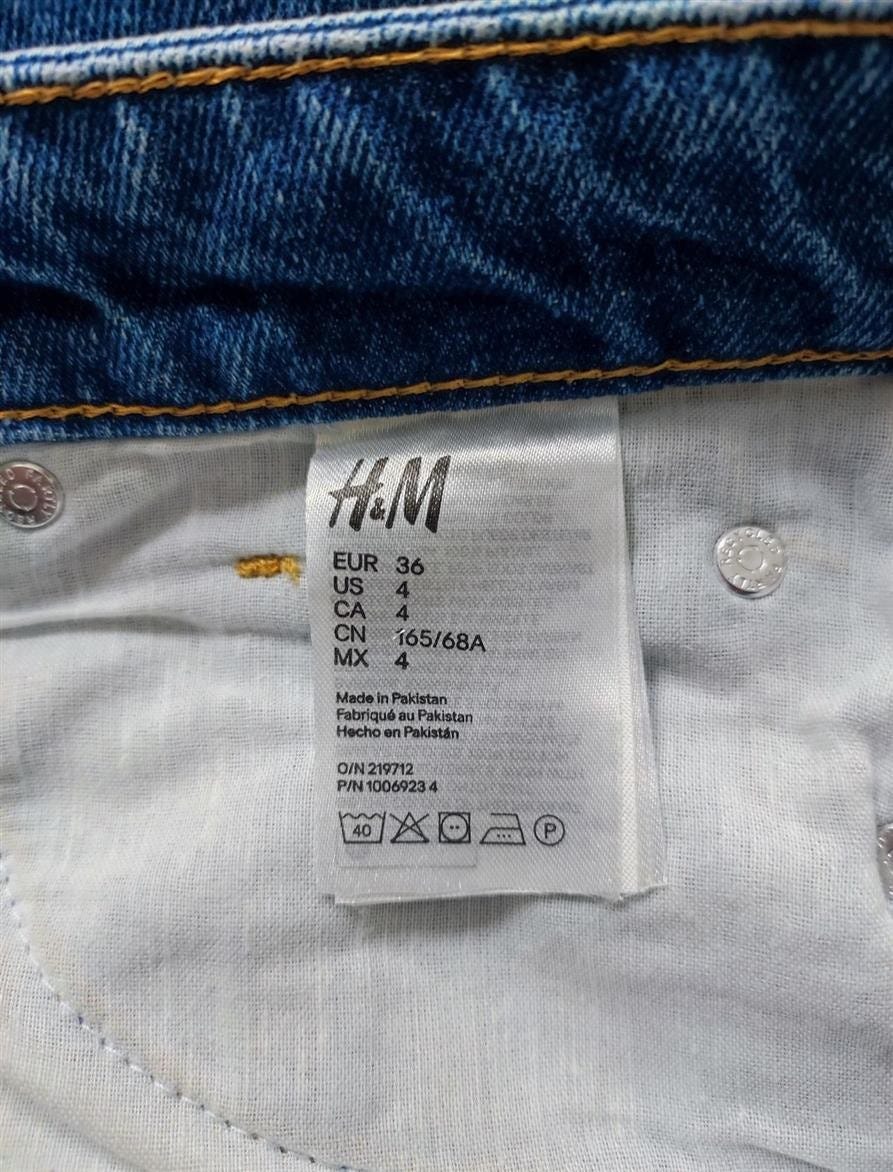 H&M
EUR 36
US 4
CA 4
CN 165/68A
MX 4
Made in Pakistan
Fabriqué au Pakistan
Hecho en Pakistán
O/N 219712
P/N 1006923 4
40
P
RECYCLED